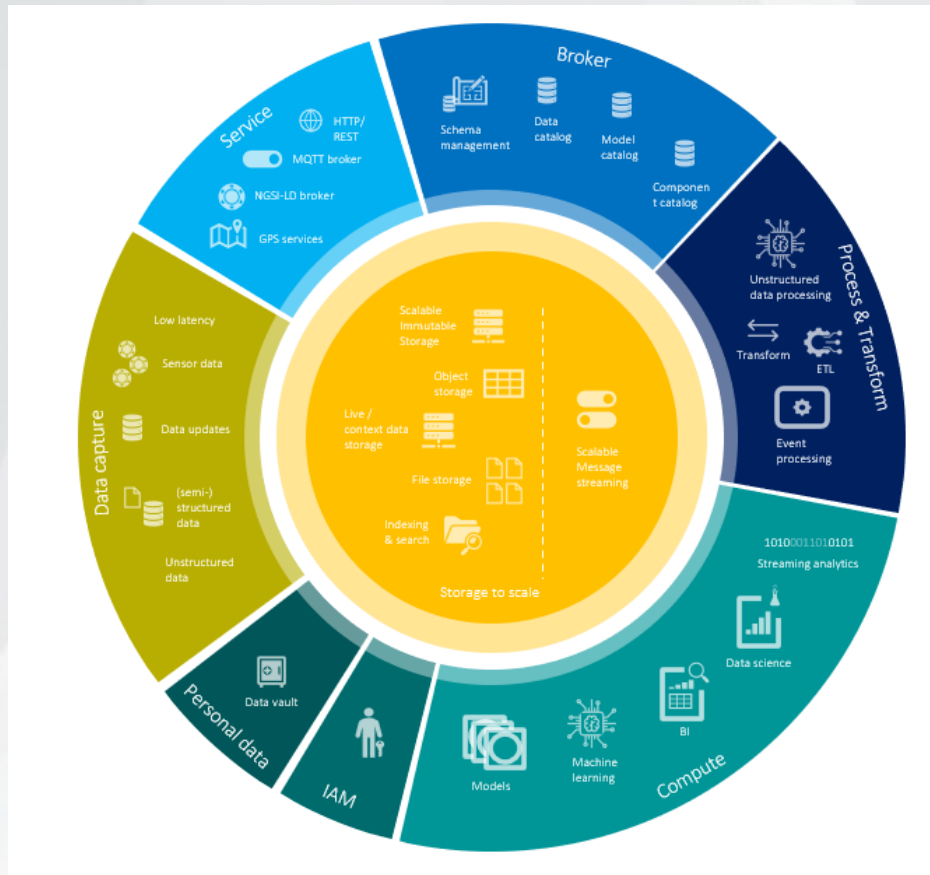 Broker
Schema
management
Data
catalog
Model
catalog
Componen
t catalog
Process & Transform
Unstructured
data processing
Transform
ETL
Event
processing
Compute
1010001101010101
Streaming analytics
Data science
BI
Machine
learning
Models
IAM
Personal data
Data vault
Data capture
Low latency
Sensor data
Data updates
(semi-)
structured
data
Unstructured
data
Service
HTTP/
REST
MQTT broker
NGSI-LD broker
GPS services
Scalable
Immutable
Storage
Object
storage
Live /
context data
storage
File storage
Indexing
& search
Scalable
Message
streaming
Storage to scale